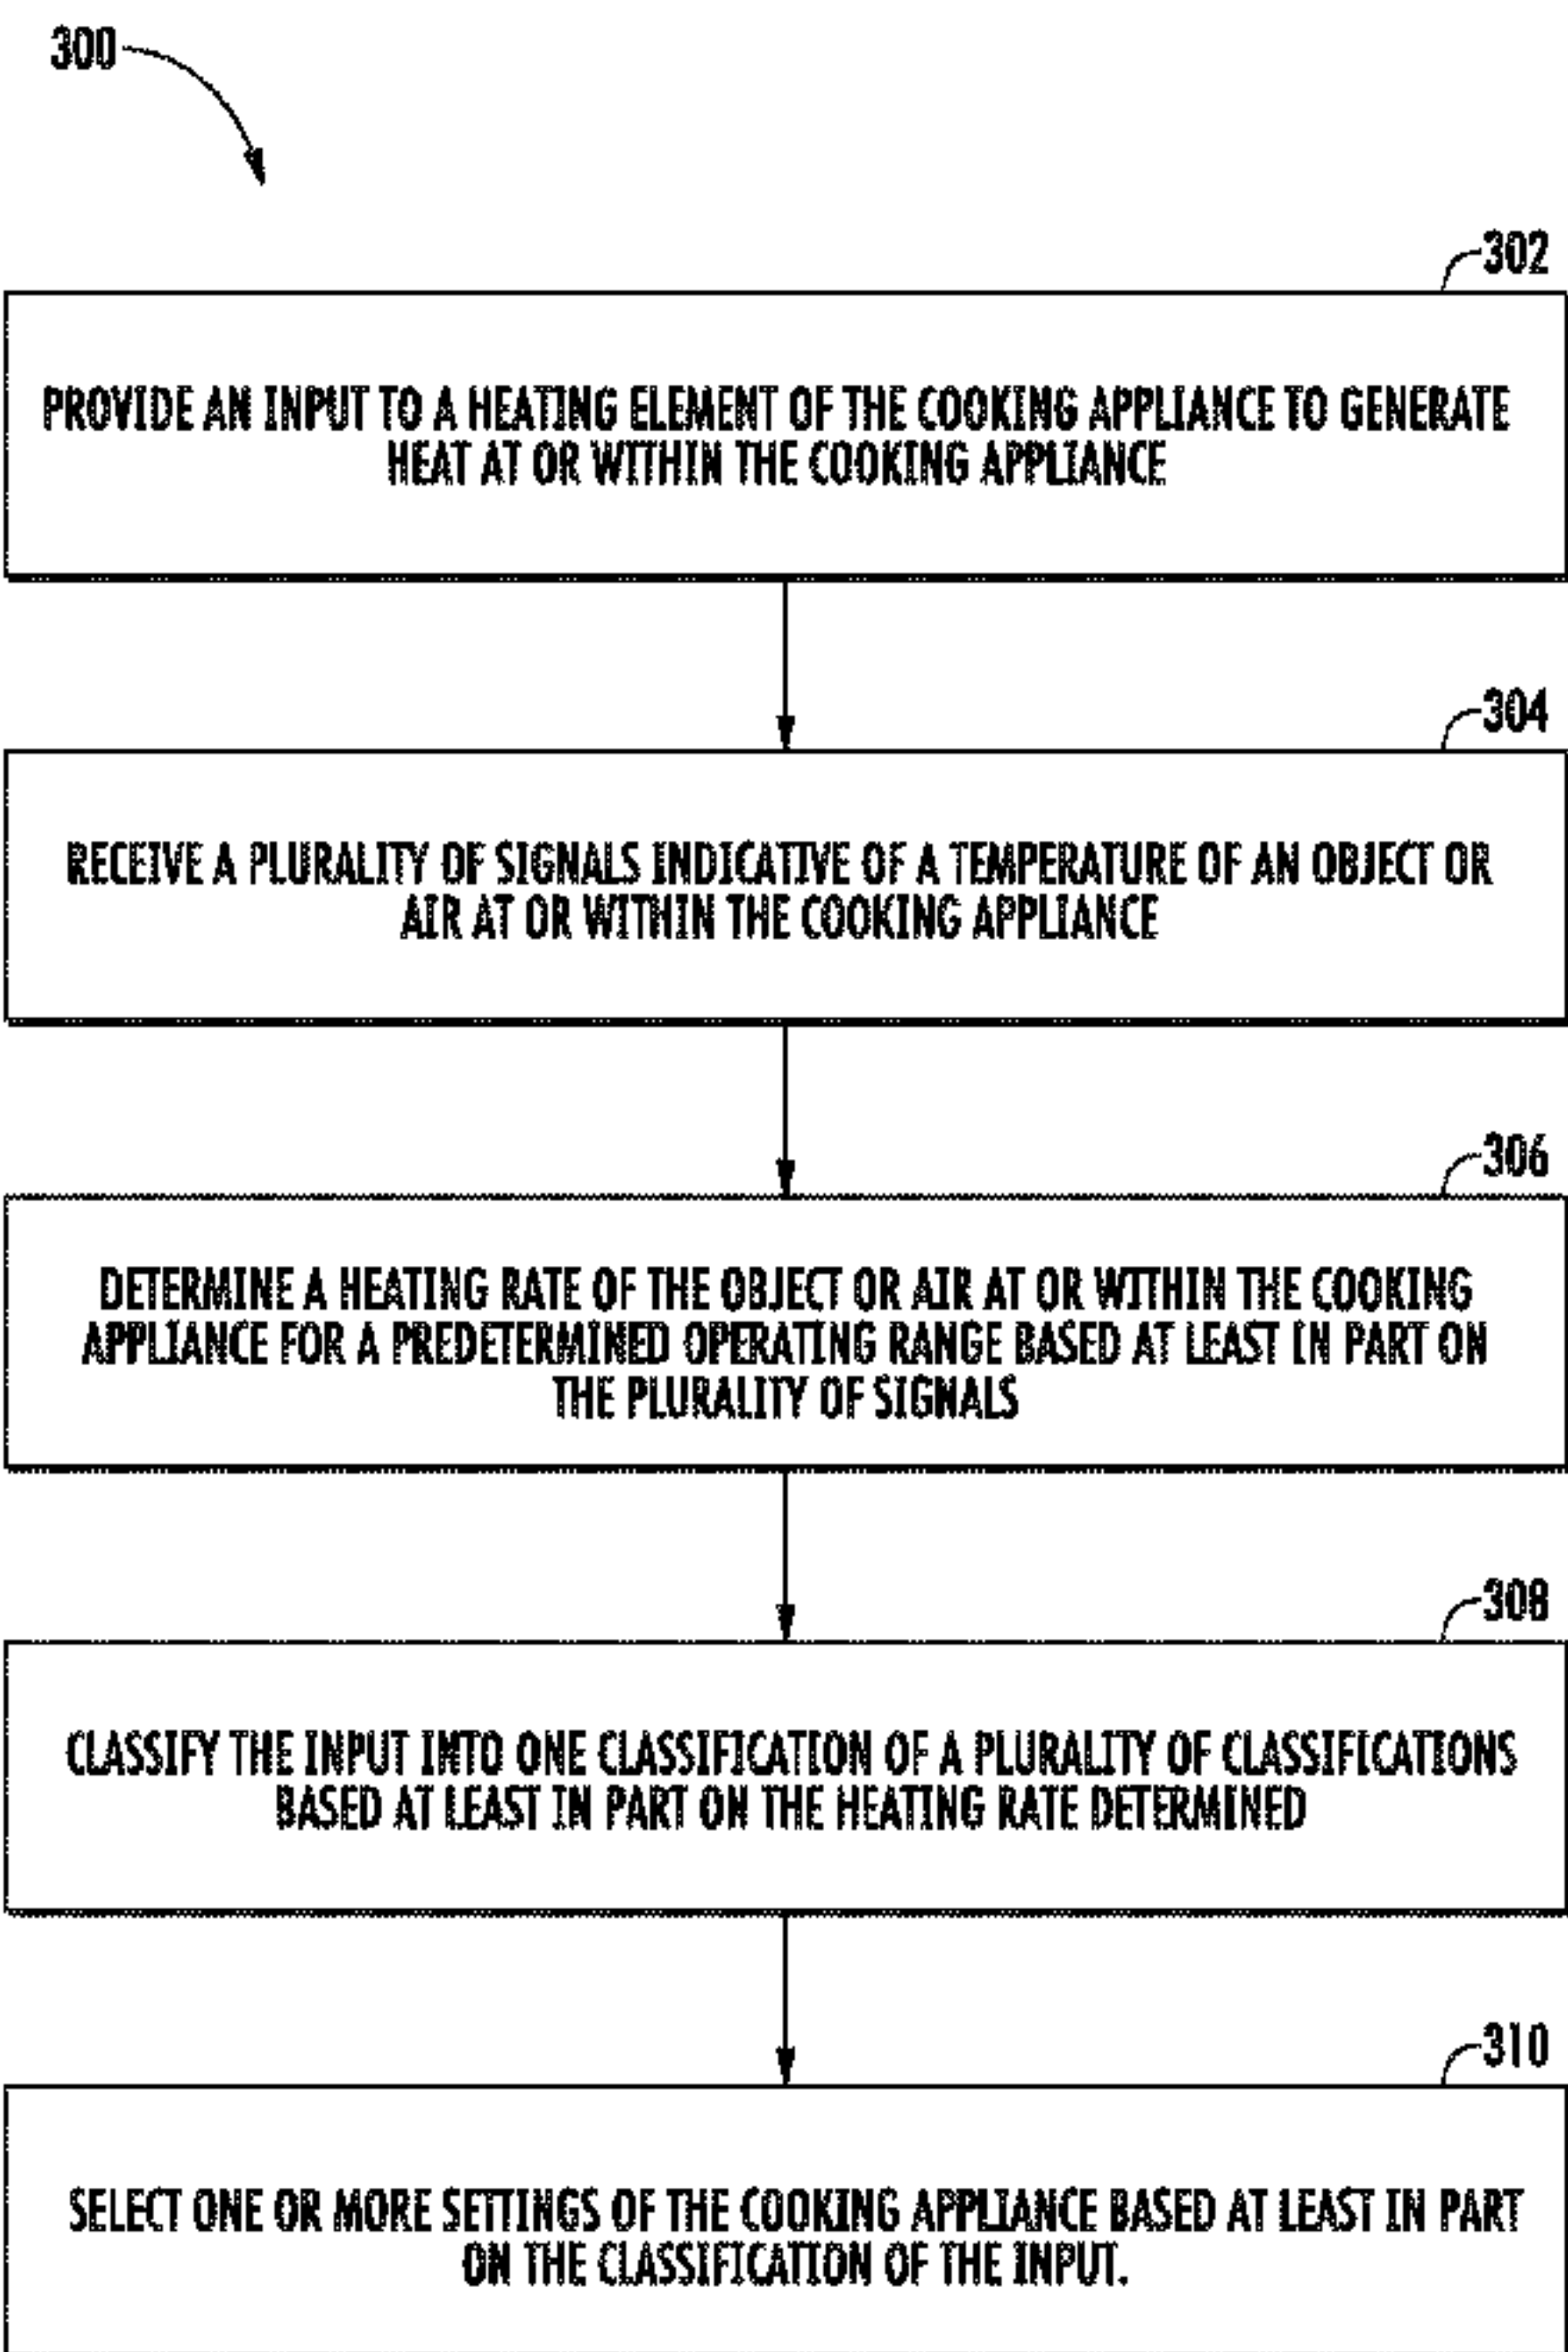 300
302
PROVIDE AN INPUT TO A HEATING ELEMENT OF THE COOKING APPLIANCE TO GENERATE
HEAT AT OR WITHIN THE COOKING APPLIANCE
304
RECEIVE A PLURALITY OF SIGNALS INDICATIVE OF A TEMPERATURE OF AN OBJECT OR
AIR AT OR WITHIN THE COOKING APPLIANCE
306
DETERMINE A HEATING RATE OF THE OBJECT OR AIR AT OR WITHIN THE COOKING
APPLIANCE FOR A PREDETERMINED OPERATING RANGE BASED AT LEAST IN PART ON
THE PLURALITY OF SIGNALS
308
CLASSIFY THE INPUT INTO ONE CLASSIFICATION OF A PLURALITY OF CLASSIFICATIONS
BASED AT LEAST IN PART ON THE HEATING RATE DETERMINED
310
SELECT ONE OR MORE SETTINGS OF THE COOKING APPLIANCE BASED AT LEAST IN PART
ON THE CLASSIFICATION OF THE INPUT.